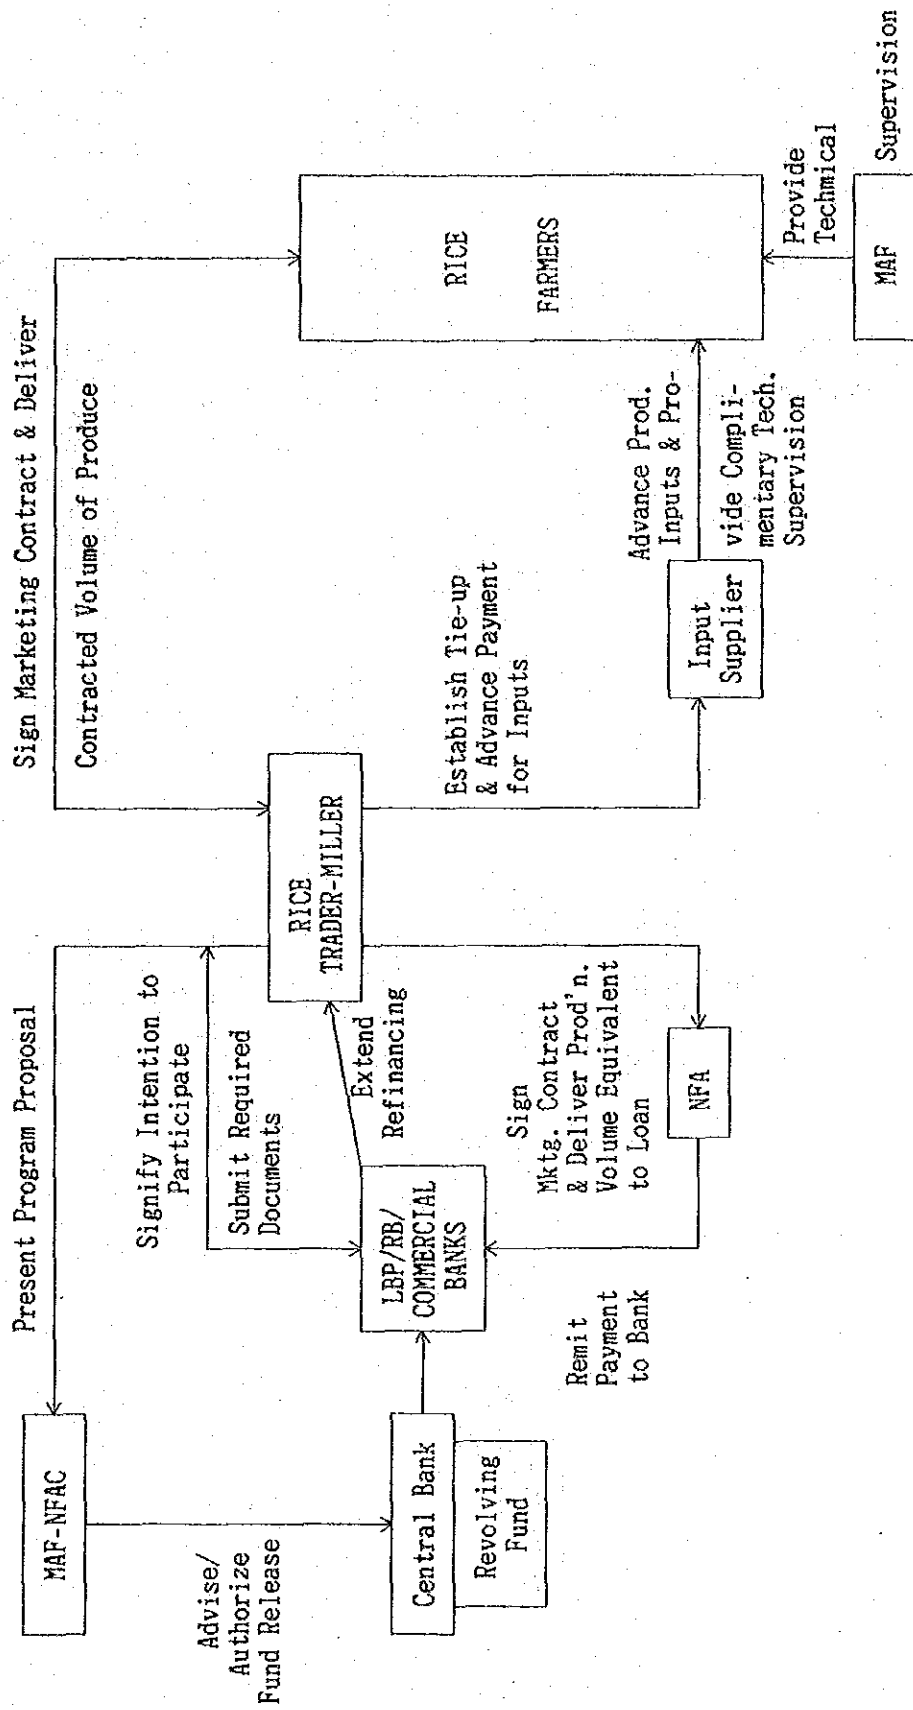 Present Program Proposal
Sign Marketing Contract & Deliver
Contracted Volume of Produce
MAF-NFAC
Signify Intention to
Participate
Submit Required
Documents
Advise/
Authorize
Fund Release
Central Bank
Revolving
Fund
LBP/RB/
COMMERCIAL
BANKS
Extend
Refinancing
RICE
TRADER-MILLER
Establish Tie-up
& Advance Payment
for Inputs
RICE
FARMERS
Sign
Mktg. Contract
& Deliver Prod'n.
Volume Equivalent
to Loan
Remit
Payment
to Bank
NFA
Input
Supplier
Advance Prod.
Inputs & Pro-
vide Compli-
mentary Tech.
Supervision
Provide
Techmical
MAF
Supervision